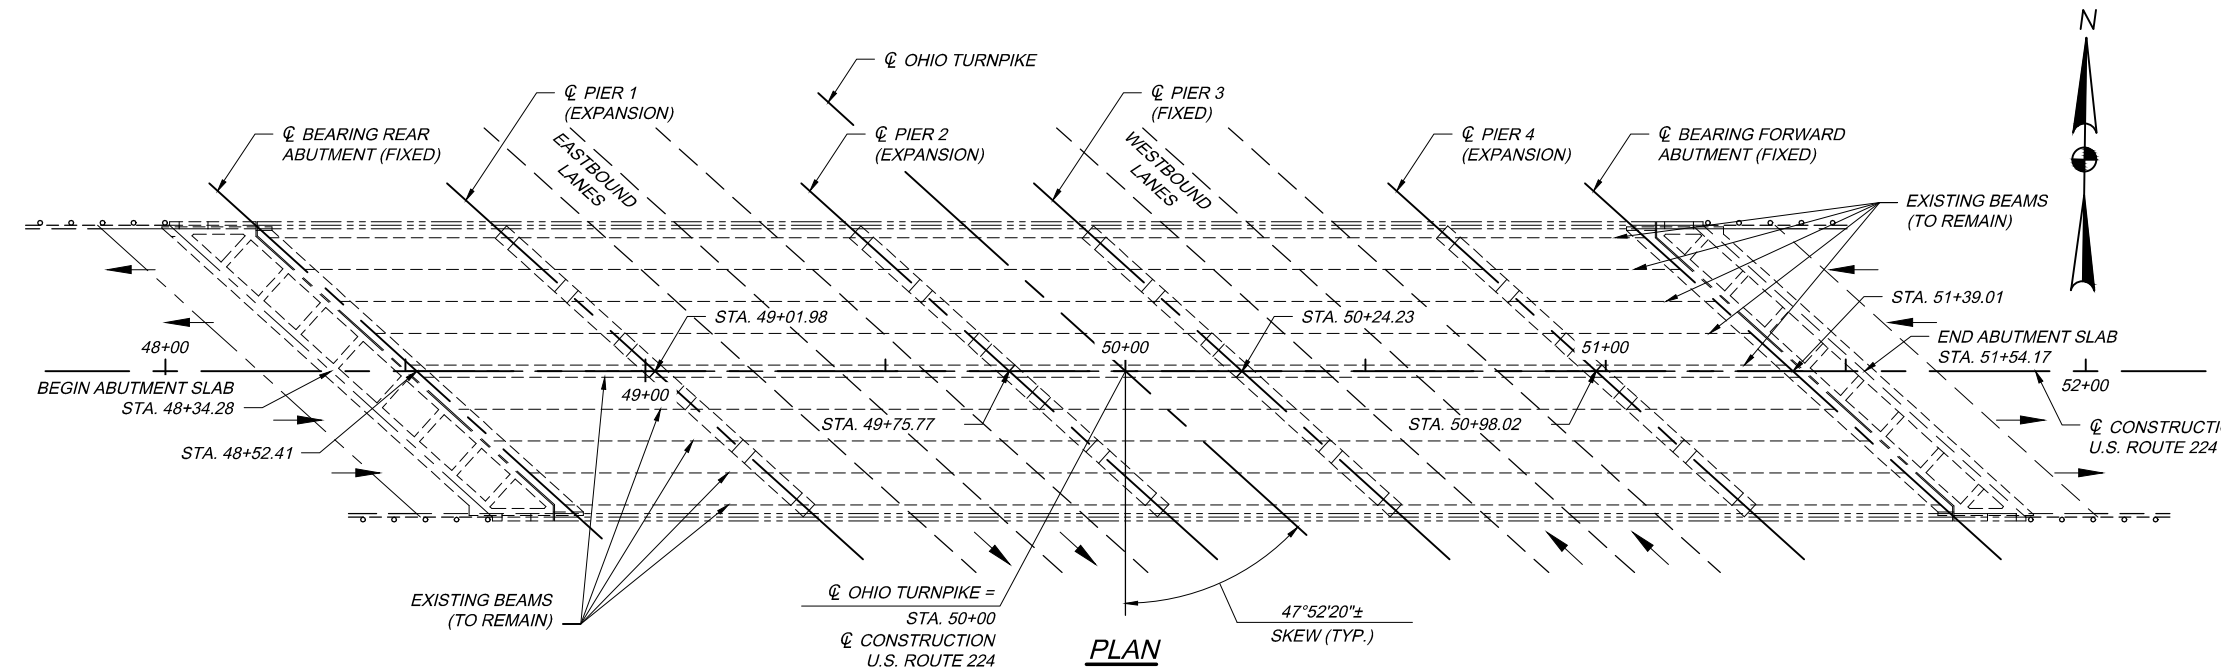 N
℄ OHIO TURNPIKE
℄ PIER 1
(EXPANSION)
℄ PIER 3
(FIXED)
℄ BEARING REAR
ABUTMENT (FIXED)
EASTBOUND
LANES
℄ PIER 2
(EXPANSION)
WESTBOUND
LANES
℄ PIER 4
(EXPANSION)
℄ BEARING FORWARD
ABUTMENT (FIXED)
EXISTING BEAMS
(TO REMAIN)
STA. 49+01.98
STA. 50+24.23
STA. 51+39.01
48+00
50+00
51+00
END ABUTMENT SLAB
STA. 51+54.17
BEGIN ABUTMENT SLAB
STA. 48+34.28
49+00
52+00
STA. 49+75.77
STA. 50+98.02
℄ CONSTRUCTI
U.S. ROUTE 224
STA. 48+52.41
EXISTING BEAMS
(TO REMAIN)
℄ OHIO TURNPIKE =
STA. 50+00
℄ CONSTRUCTION
U.S. ROUTE 224
47°52'20"±
SKEW (TYP.)
PLAN